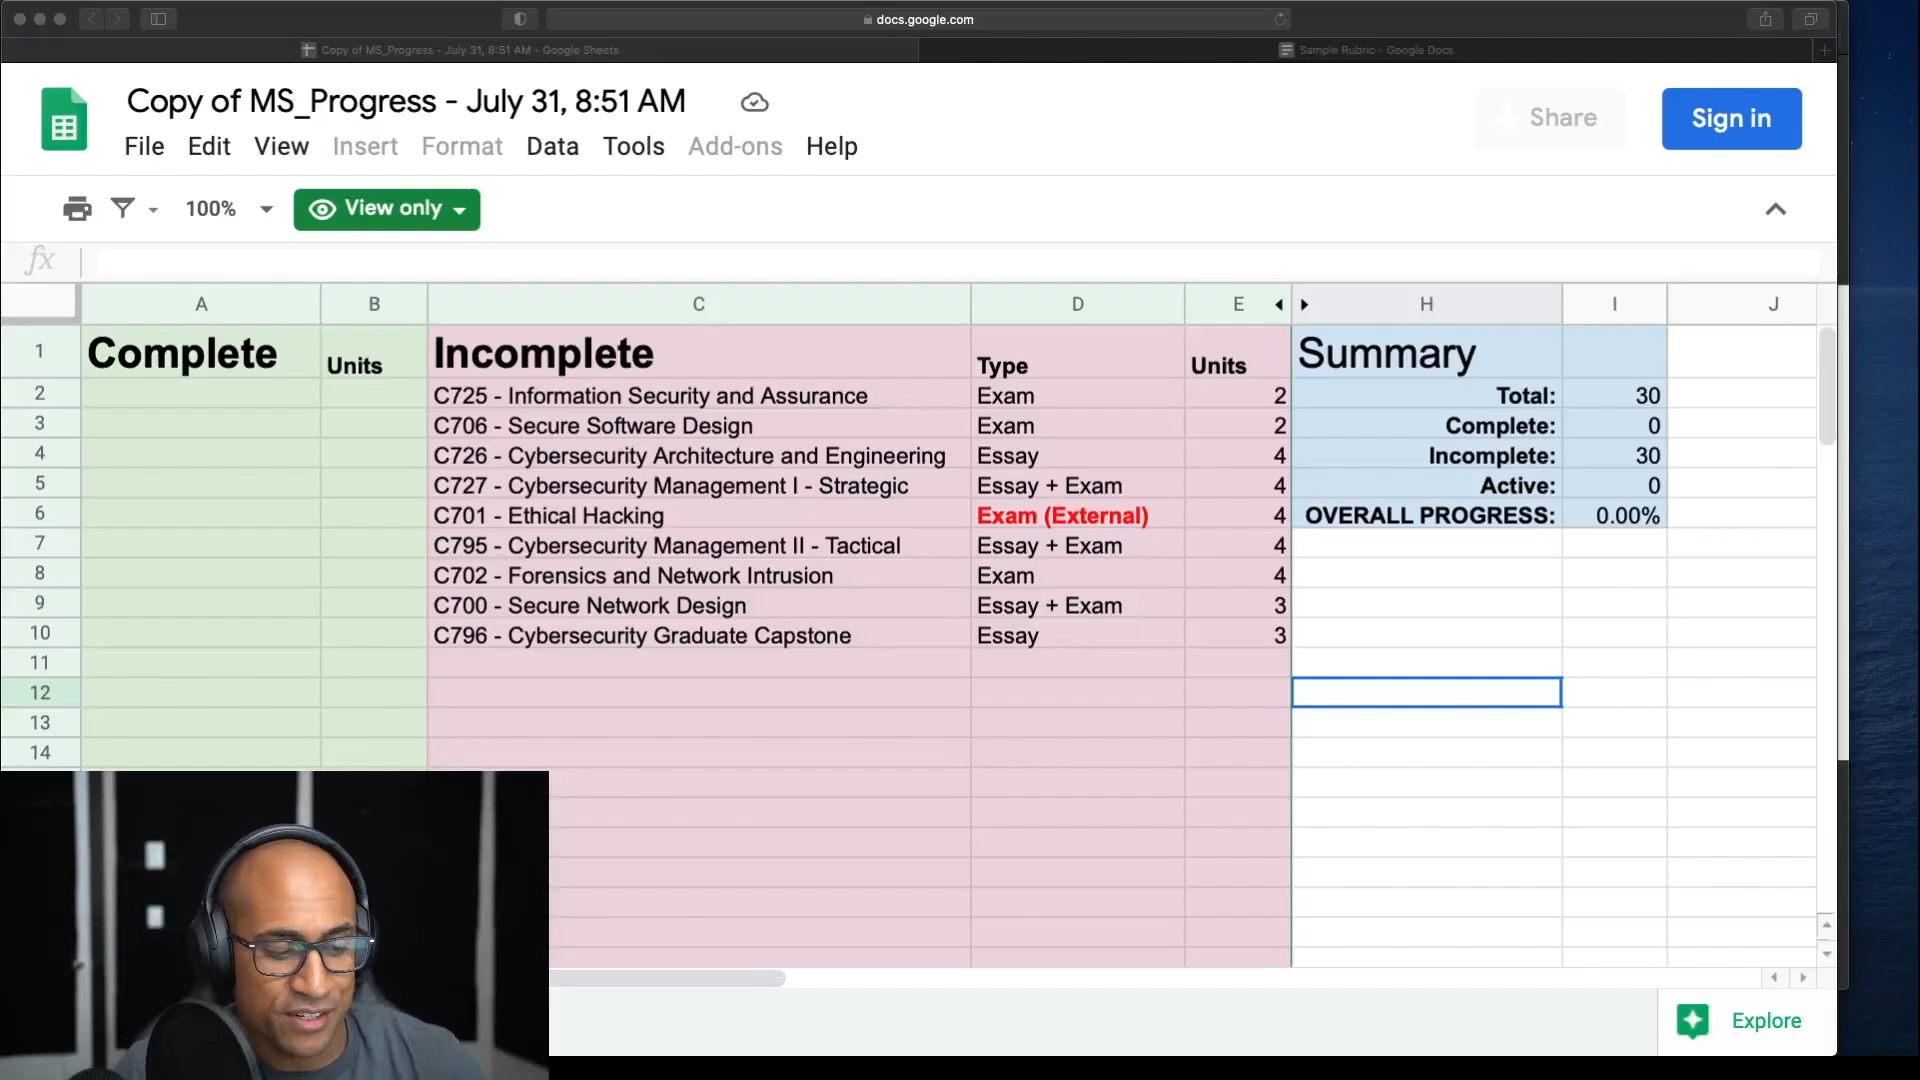 docs.google.com
Copy of MS_Progress - July 31, 8:51 AM - Google Sheets
Sample Rubric - Google Docs
Copy of MS_Progress - July 31, 8:51 AM
Share
Sign in
File Edit View Insert Format Data Tools Add-ons Help
100% View only
fx
A B C D E H I J
1 Complete Units Incomplete Type Units Summary
2 C725 - Information Security and Assurance Exam 2 Total: 30
3 C706 - Secure Software Design Exam 2 Complete: 0
4 C726 - Cybersecurity Architecture and Engineering Essay 4 Incomplete: 30
5 C727 - Cybersecurity Management I - Strategic Essay + Exam 4 Active: 0
6 C701 - Ethical Hacking Exam (External) 4 OVERALL PROGRESS: 0.00%
7 C795 - Cybersecurity Management II - Tactical Essay + Exam 4
8 C702 - Forensics and Network Intrusion Exam 4
9 C700 - Secure Network Design Essay + Exam 3
10 C796 - Cybersecurity Graduate Capstone Essay 3
11
12
13
14
Explore